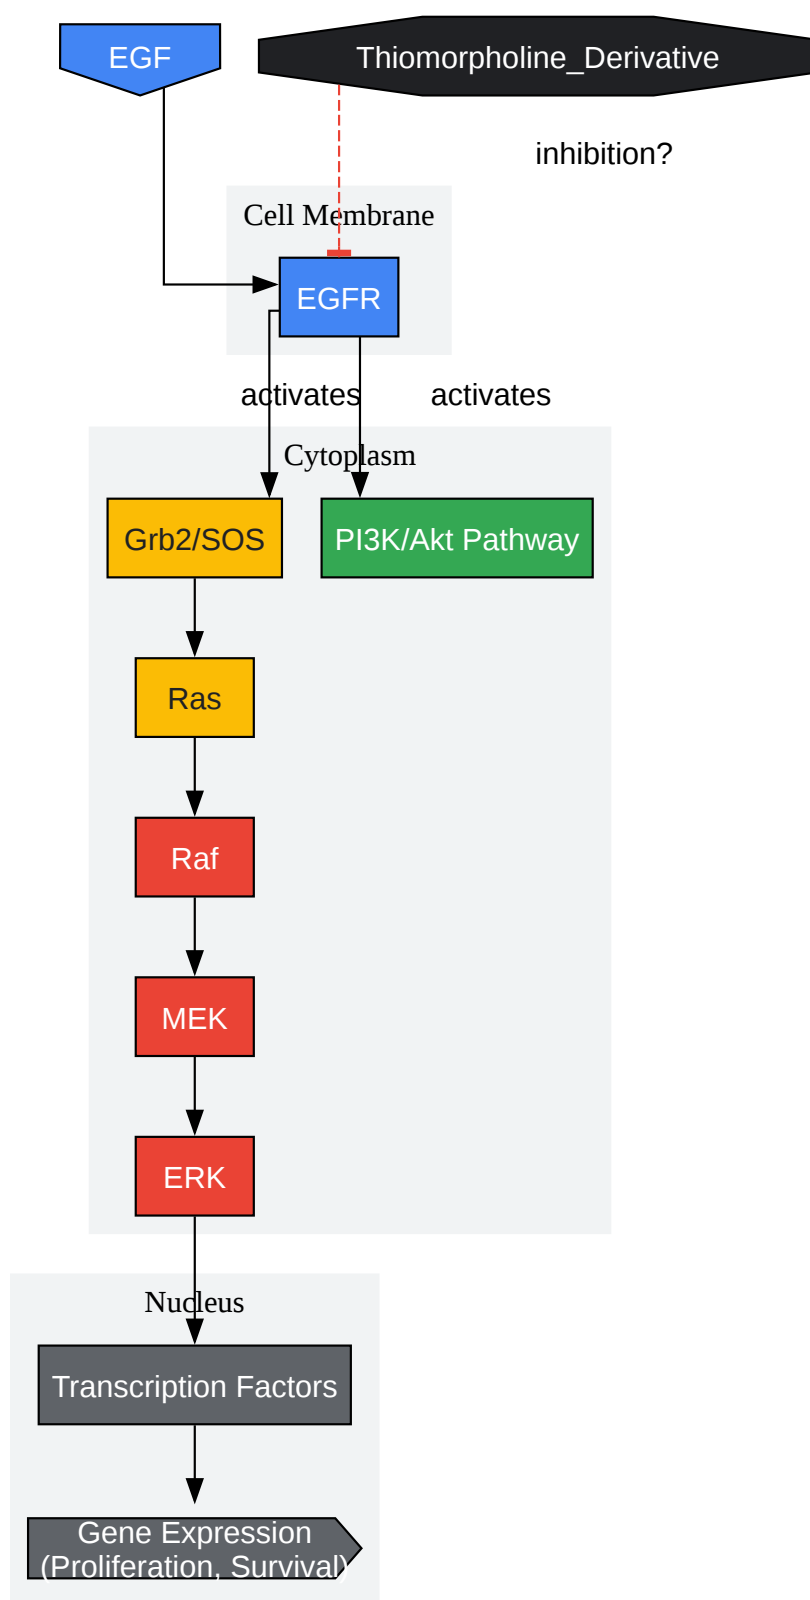 EGF
Thiomorpholine_Derivative
inhibition?
Cell Membrane
EGFR
activates
activates
Cytoplasm
Grb2/SOS
PI3K/Akt Pathway
Ras
Raf
MEK
ERK
Nucleus
Transcription Factors
Gene Expression
(Proliferation, Survival)